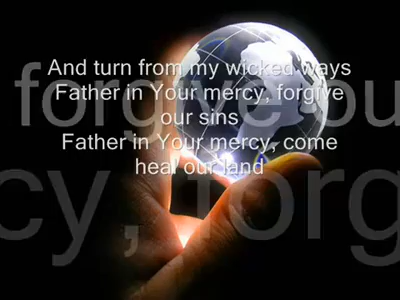 And turn from my wicked ways
Father in Your mercy, forgive
our sins
Father in Your mercy, come
heal our land
forgive ou
cy, forg